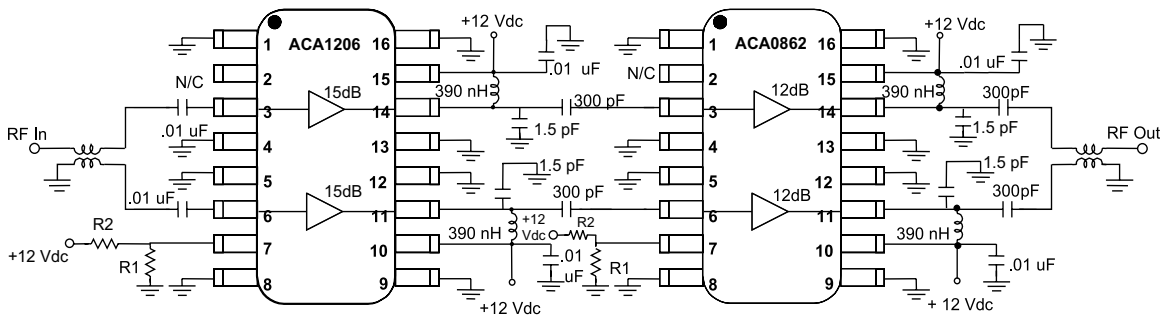 +12 Vdc
+12 Vdc
1 ACA1206 16
1 ACA0862 16
.01 uF
.01 uF
N/C 2 15
N/C 2 15
390 nH
390 nH
15dB
12dB
3 14
300 pF
3 14
300pF
.01 uF
1.5 pF
1.5 pF
RF In
RF Out
4 13
4 13
5 12
5 12
1.5 pF
1.5 pF
15dB
12dB
.01 uF
300 pF
300pF
6 11
6 11
R2
+12
Vdc
R2
390 nH
390 nH
7 10
7 10
+12 Vdc
R1
.01
uF
R1
.01 uF
8 9
8 9
+12 Vdc
+ 12 Vdc